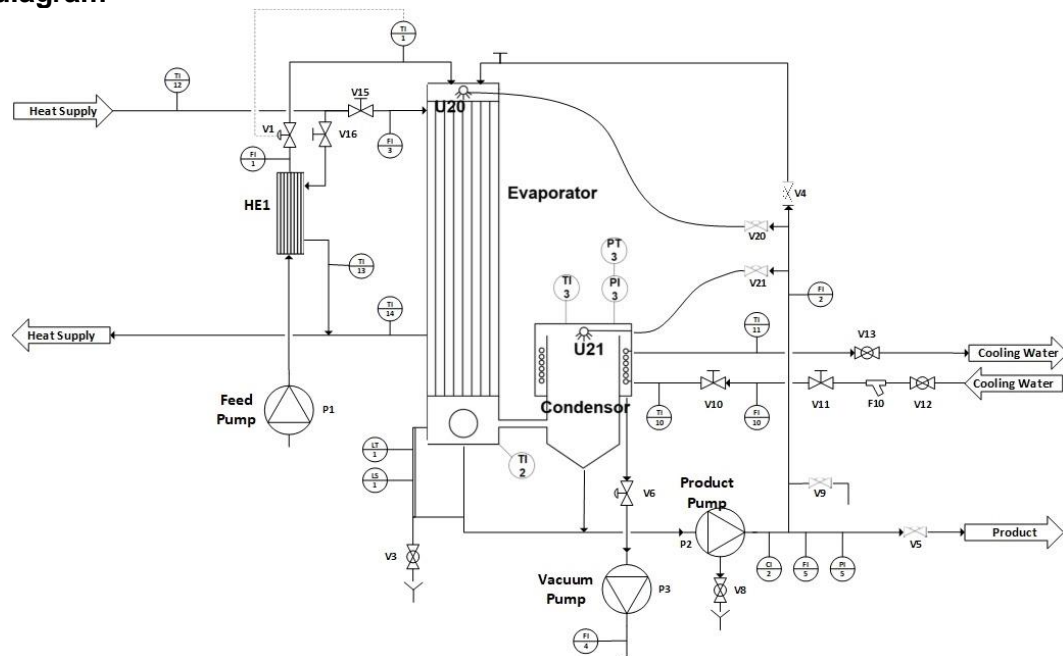 diagram
TI
1
TI
12
Heat Supply
V15
U20
V1
V16
FI
1
FI
3
HE1
Evaporator
V4
V20
PT
3
TI
3
PI
3
V21
FI
2
TI
13
TI
14
Heat Supply
TI
11
V13
U21
Cooling Water
Cooling Water
Condensor
Feed
Pump
P1
TI
10
V10
FI
10
V11
F10
V12
LT
1
LS
1
TI
2
Product
Pump
V6
V9
P2
Product
V5
V3
CI
2
FI
5
PI
5
Vacuum
Pump
P3
V8
FI
4